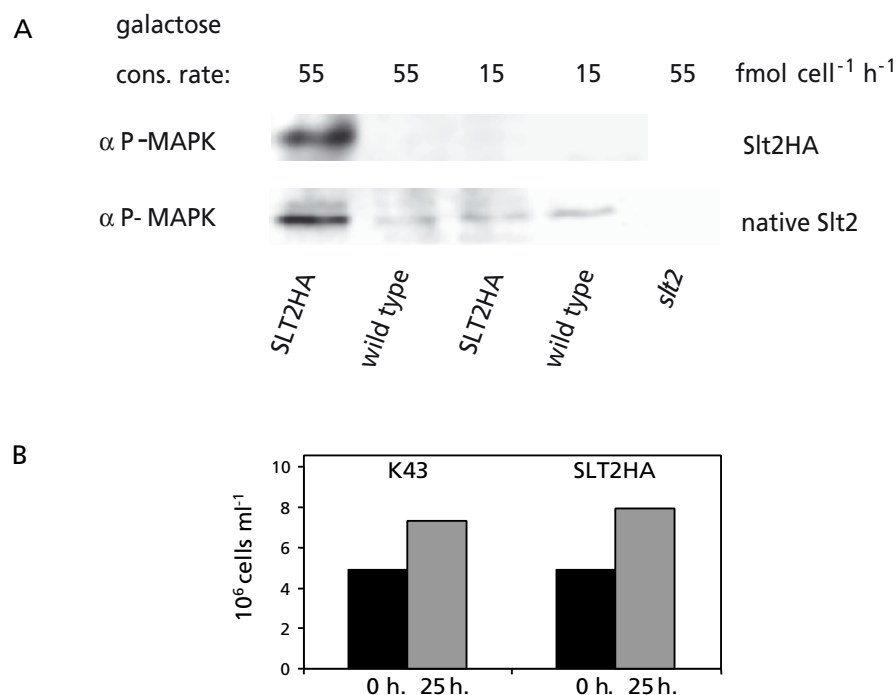 A
galactose
cons. rate: 55 55 15 15 55 fmol cell⁻¹ h⁻¹
α P-MAPK Slt2HA
α P- MAPK native Slt2
SLT2HA wild type SLT2HA wild type slt2
B
K43 SLT2HA
10
8
6
4
2
0
10⁶ cells ml⁻¹
0 h. 25 h. 0 h. 25 h.